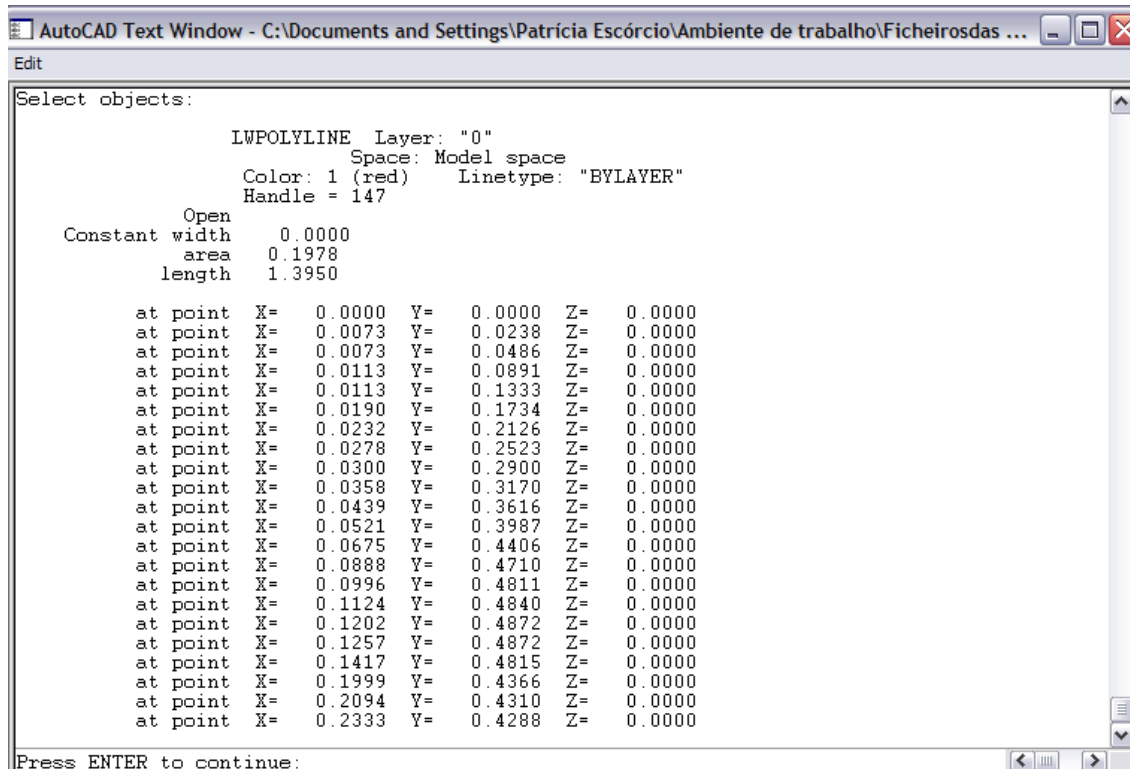 AutoCAD Text Window - C:\Documents and Settings\Patrícia Escórcio\Ambiente de trabalho\Ficheirosdas ...
Edit
Select objects:
LWPOLYLINE Layer: "0"
Space: Model space
Color: 1 (red) Linetype: "BYLAYER"
Handle = 147
Open
Constant width 0.0000
area 0.1978
length 1.3950
at point X= 0.0000 Y= 0.0000 Z= 0.0000
at point X= 0.0073 Y= 0.0238 Z= 0.0000
at point X= 0.0073 Y= 0.0486 Z= 0.0000
at point X= 0.0113 Y= 0.0891 Z= 0.0000
at point X= 0.0113 Y= 0.1333 Z= 0.0000
at point X= 0.0190 Y= 0.1734 Z= 0.0000
at point X= 0.0232 Y= 0.2126 Z= 0.0000
at point X= 0.0278 Y= 0.2523 Z= 0.0000
at point X= 0.0300 Y= 0.2900 Z= 0.0000
at point X= 0.0358 Y= 0.3170 Z= 0.0000
at point X= 0.0439 Y= 0.3616 Z= 0.0000
at point X= 0.0521 Y= 0.3987 Z= 0.0000
at point X= 0.0675 Y= 0.4406 Z= 0.0000
at point X= 0.0888 Y= 0.4710 Z= 0.0000
at point X= 0.0996 Y= 0.4811 Z= 0.0000
at point X= 0.1124 Y= 0.4840 Z= 0.0000
at point X= 0.1202 Y= 0.4872 Z= 0.0000
at point X= 0.1257 Y= 0.4872 Z= 0.0000
at point X= 0.1417 Y= 0.4815 Z= 0.0000
at point X= 0.1999 Y= 0.4366 Z= 0.0000
at point X= 0.2094 Y= 0.4310 Z= 0.0000
at point X= 0.2333 Y= 0.4288 Z= 0.0000
Press ENTER to continue: